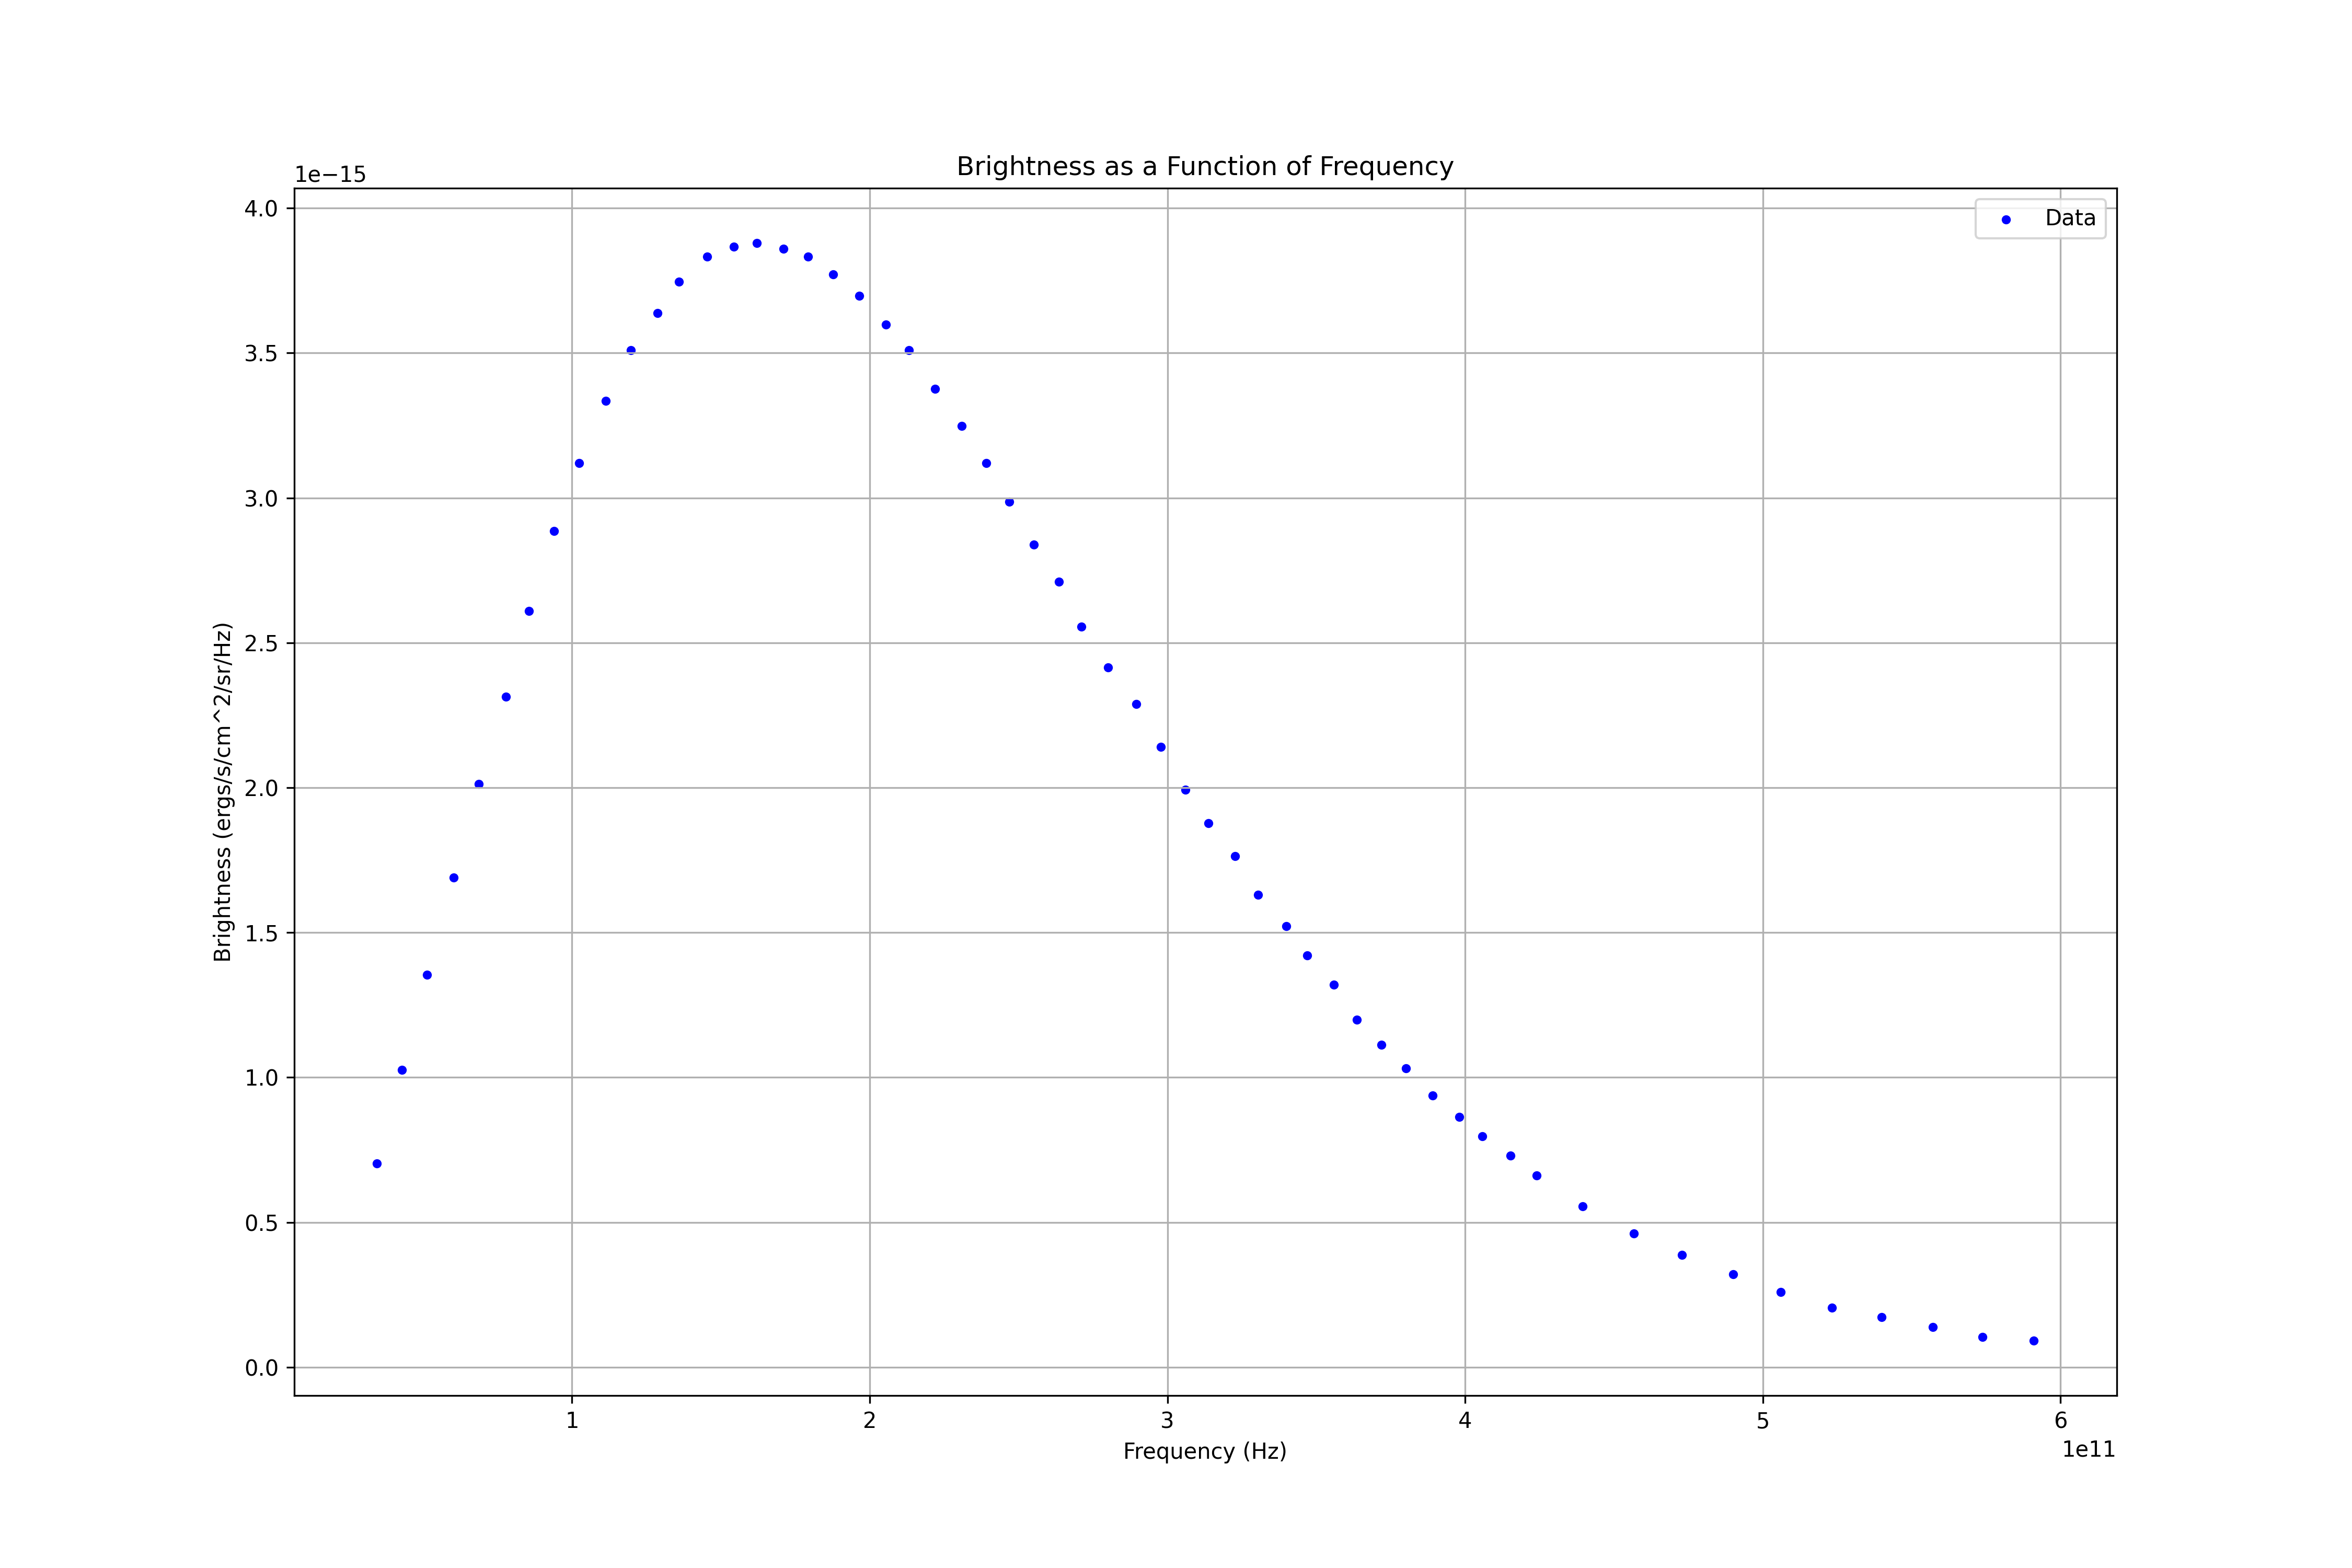 Brightness as a Function of Frequency
1e−15
Data
4.0
3.5
3.0
2.5
2.0
1.5
1.0
0.5
0.0
Brightness (ergs/s/cm^2/sr/Hz)
1 2 3 4 5 6
1e11
Frequency (Hz)